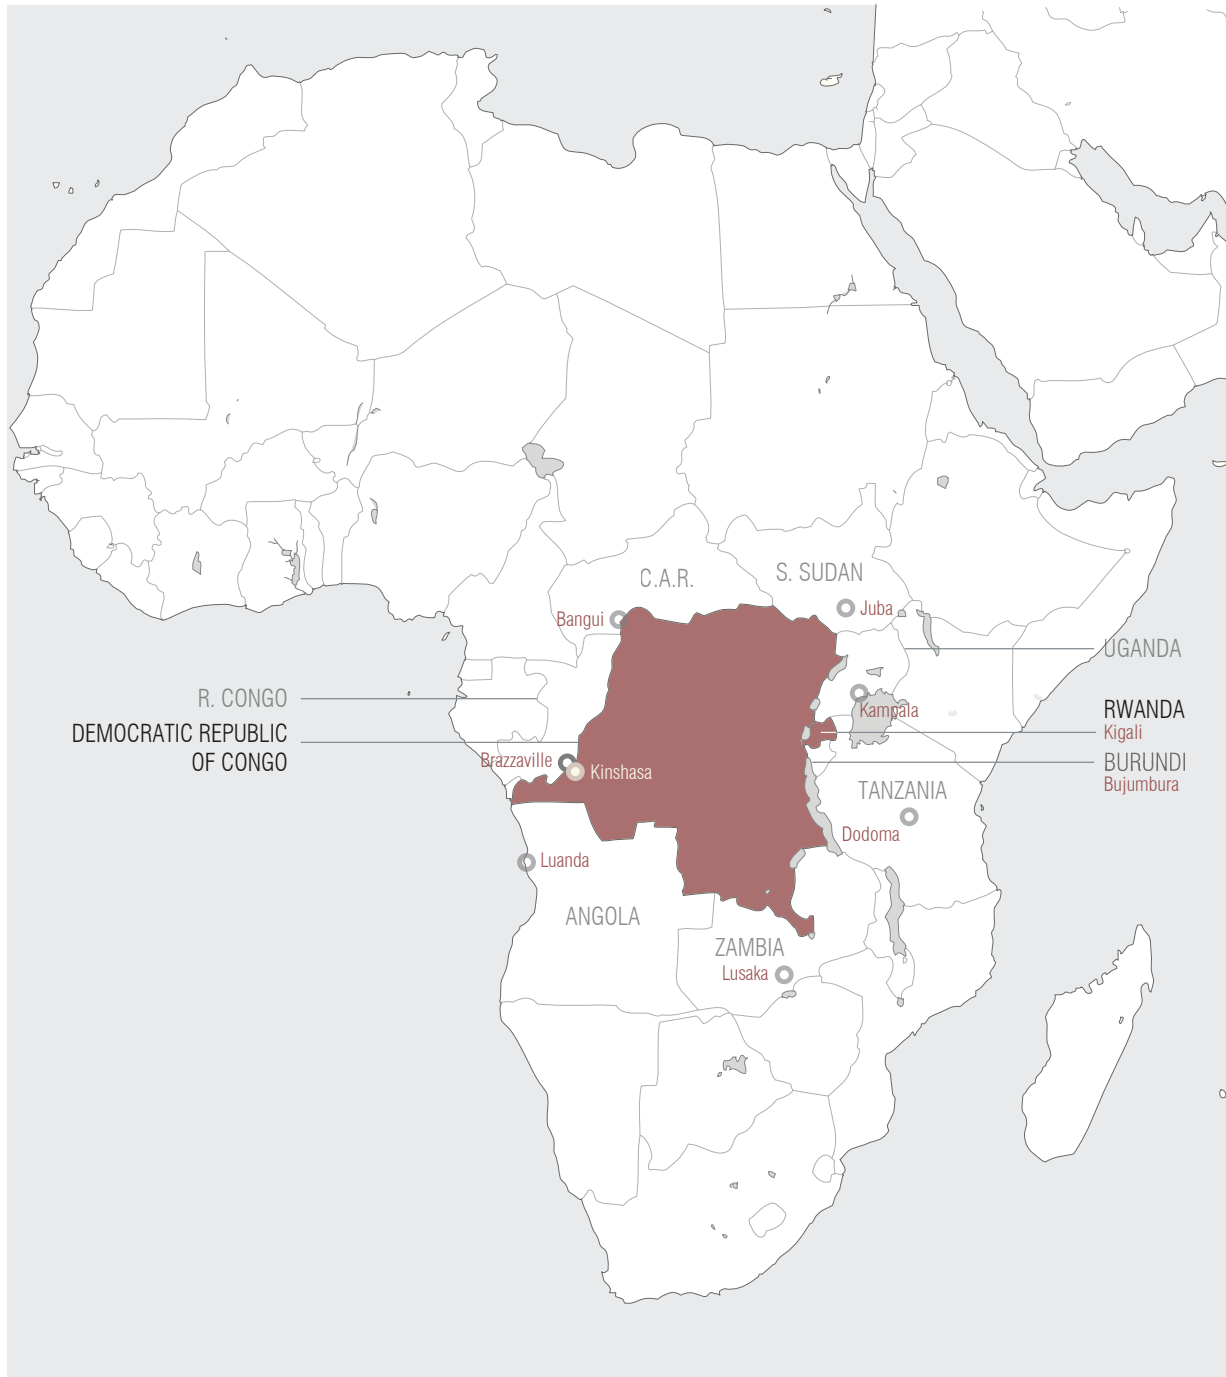 C.A.R.
S. SUDAN
Bangui
Juba
UGANDA
R. CONGO
Kampala
RWANDA
Kigali
DEMOCRATIC REPUBLIC
OF CONGO
Brazzaville
Kinshasa
BURUNDI
Bujumbura
TANZANIA
Dodoma
Luanda
ANGOLA
ZAMBIA
Lusaka